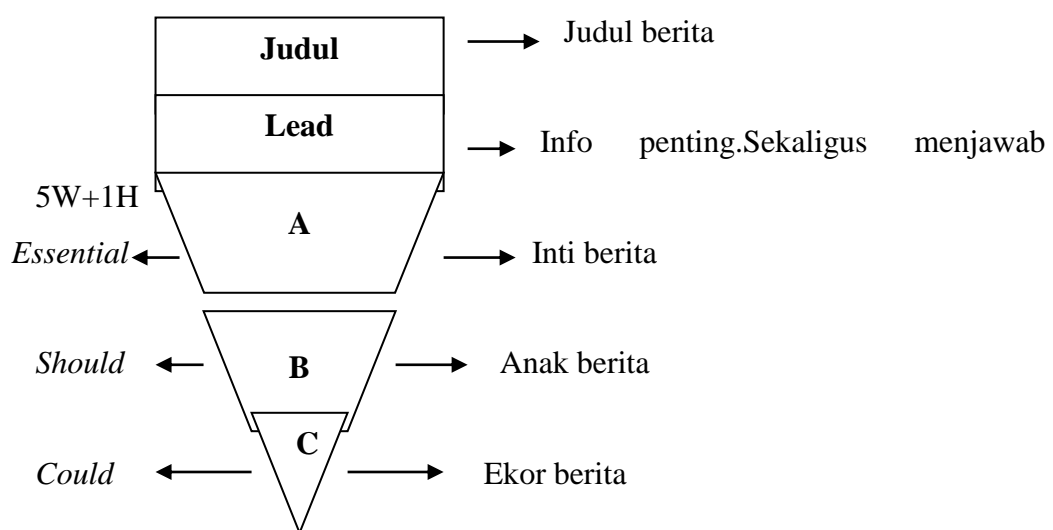 Judul
Judul berita
Lead
Info penting.Sekaligus menjawab
5W+1H
A
Essential
Inti berita
Should
B
Anak berita
C
Could
Ekor berita